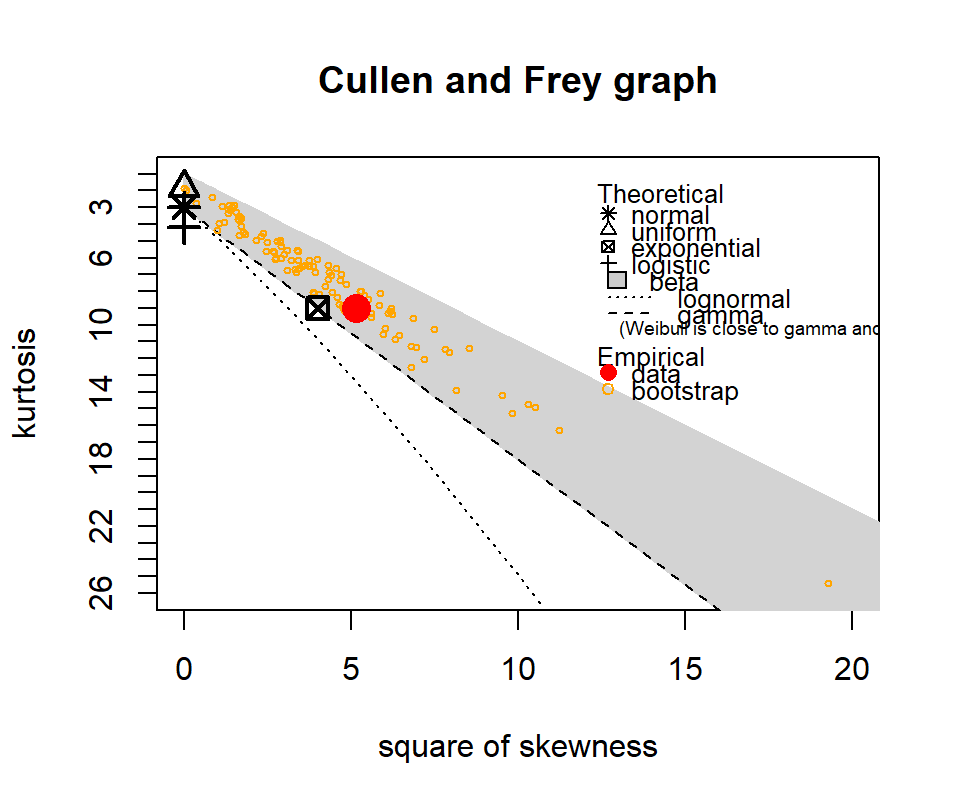 Cullen and Frey graph
Theoretical
normal
uniform
exponential
logistic
beta
lognormal
gamma
(Weibull is close to gamma and
Empirical
data
bootstrap
kurtosis
3
6
10
14
18
22
26
0 5 10 15 20
square of skewness